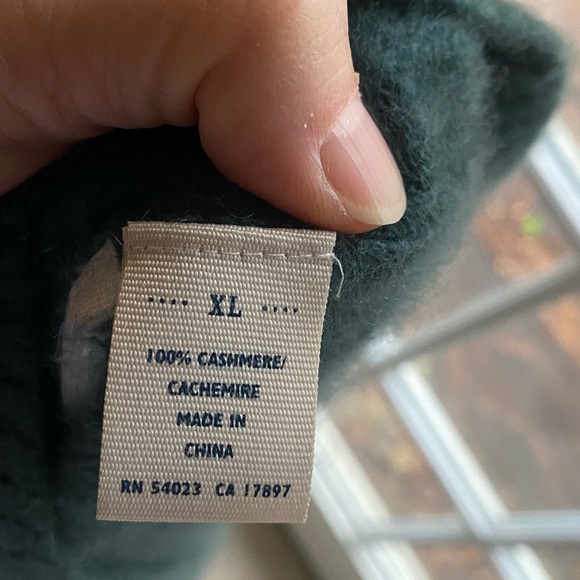 .... XL ....
100% CASHMERE/
CACHEMIRE
MADE IN
CHINA
RN 54023 CA 17897